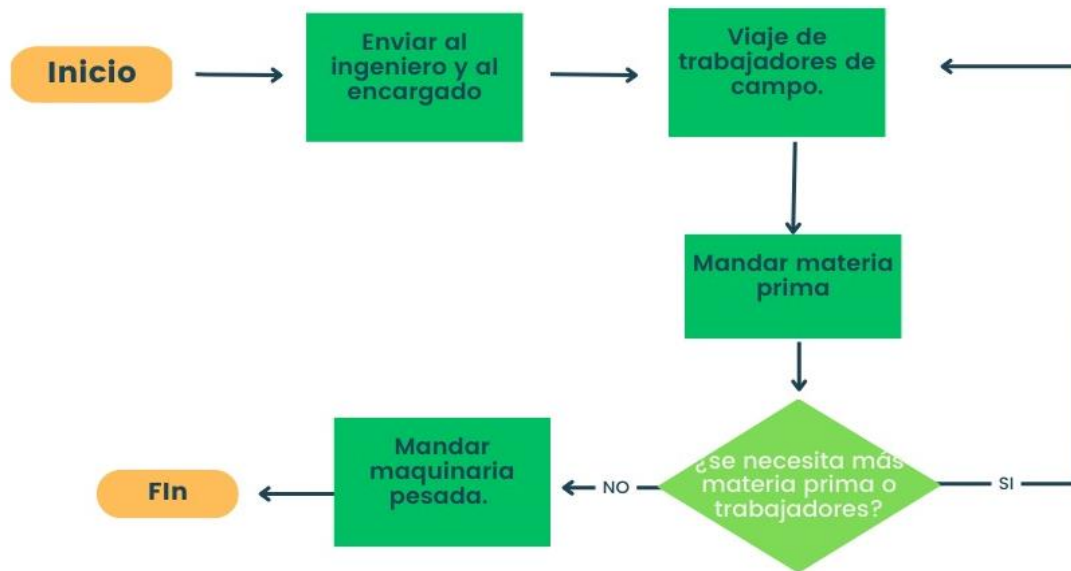 Inicio
Enviar al
ingeniero y al
encargado
Viaje de
trabajadores de
campo.
Mandar materia
prima
¿se necesita más
materia prima o
trabajadores?
SI
NO
Mandar
maquinaria
pesada.
FIn